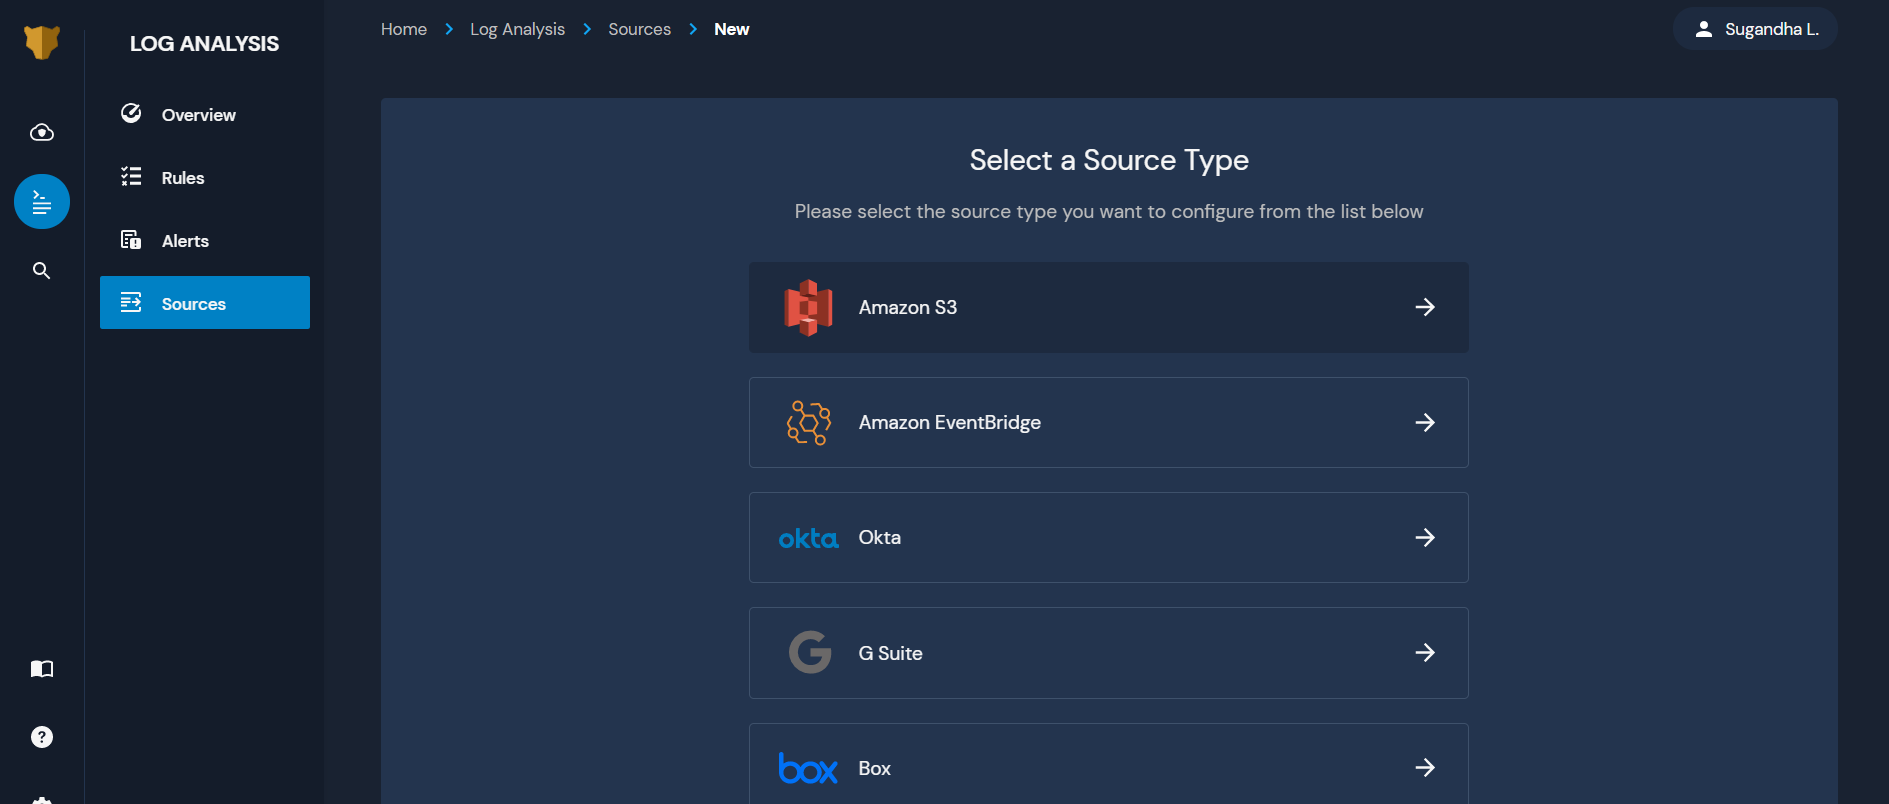 LOG ANALYSIS
Overview
Rules
Alerts
Sources
Home > Log Analysis > Sources > New
Sugandha L.
Select a Source Type
Please select the source type you want to configure from the list below
Amazon S3
Amazon EventBridge
okta Okta
G Suite
box Box